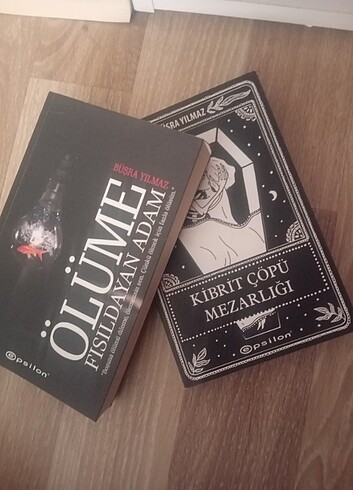 BÜŞRA YILMAZ
ÖLÜME
FISILDAYAN ADAM
epsilon
BÜŞRA YILMAZ
KİBRİT ÇÖPÜ
MEZARLIĞI
epsilon